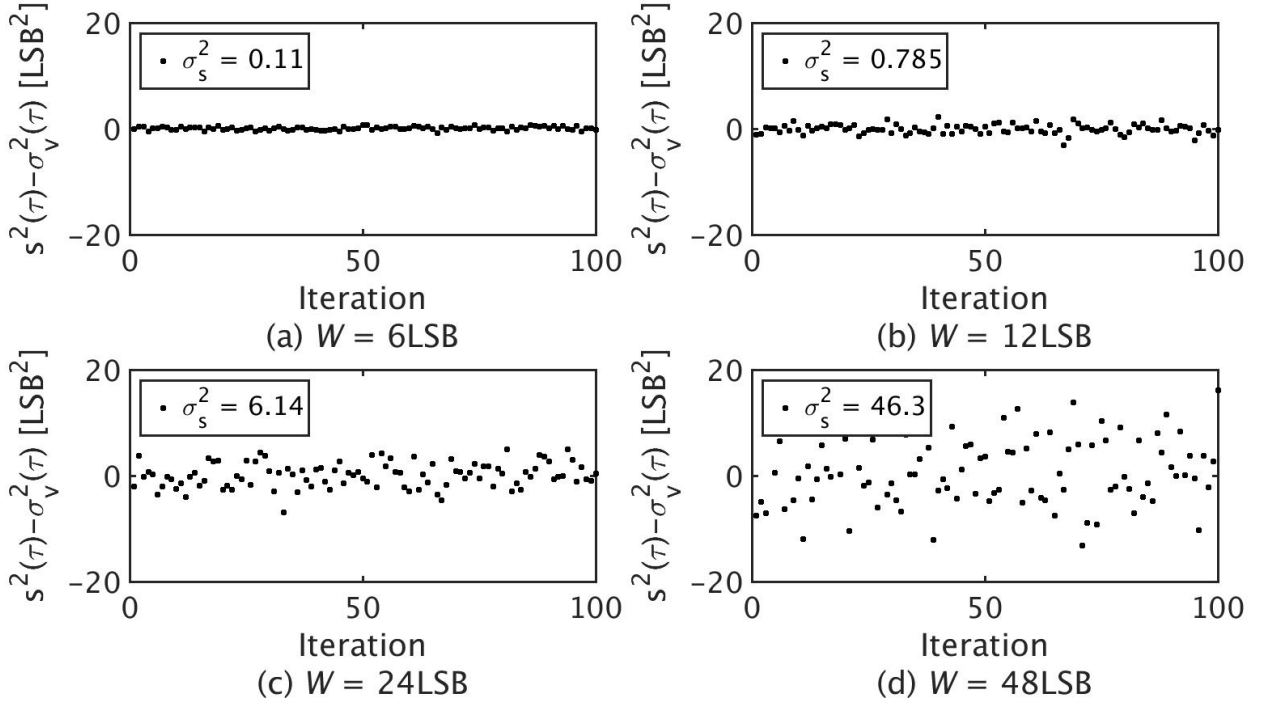 s²(τ)−σ²ᵥ(τ) [LSB²]
20
0
−20
σ²ₛ = 0.11
0 50 100
Iteration
(a) W = 6LSB
s²(τ)−σ²ᵥ(τ) [LSB²]
20
0
−20
σ²ₛ = 0.785
0 50 100
Iteration
(b) W = 12LSB
s²(τ)−σ²ᵥ(τ) [LSB²]
20
0
−20
σ²ₛ = 6.14
0 50 100
Iteration
(c) W = 24LSB
s²(τ)−σ²ᵥ(τ) [LSB²]
20
0
−20
σ²ₛ = 46.3
0 50 100
Iteration
(d) W = 48LSB